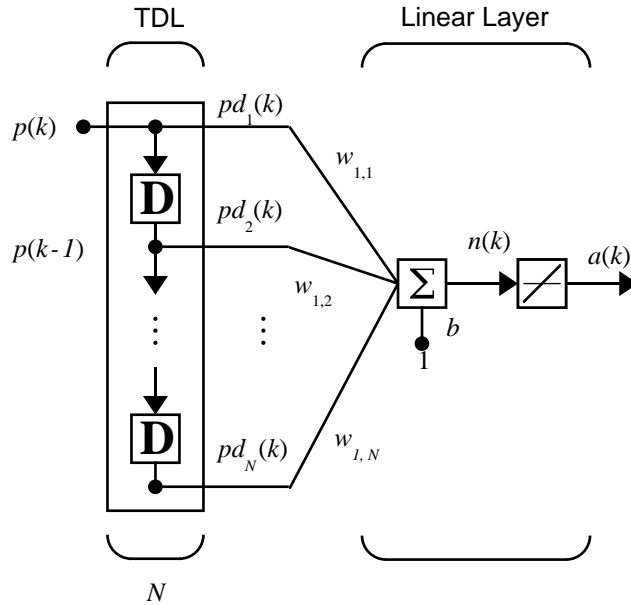 TDL
Linear Layer
p(k)
pd1(k)
w1,1
D
p(k-1)
pd2(k)
w1,2
n(k)
a(k)
Σ
b
1
D
pdN(k)
w1, N
N